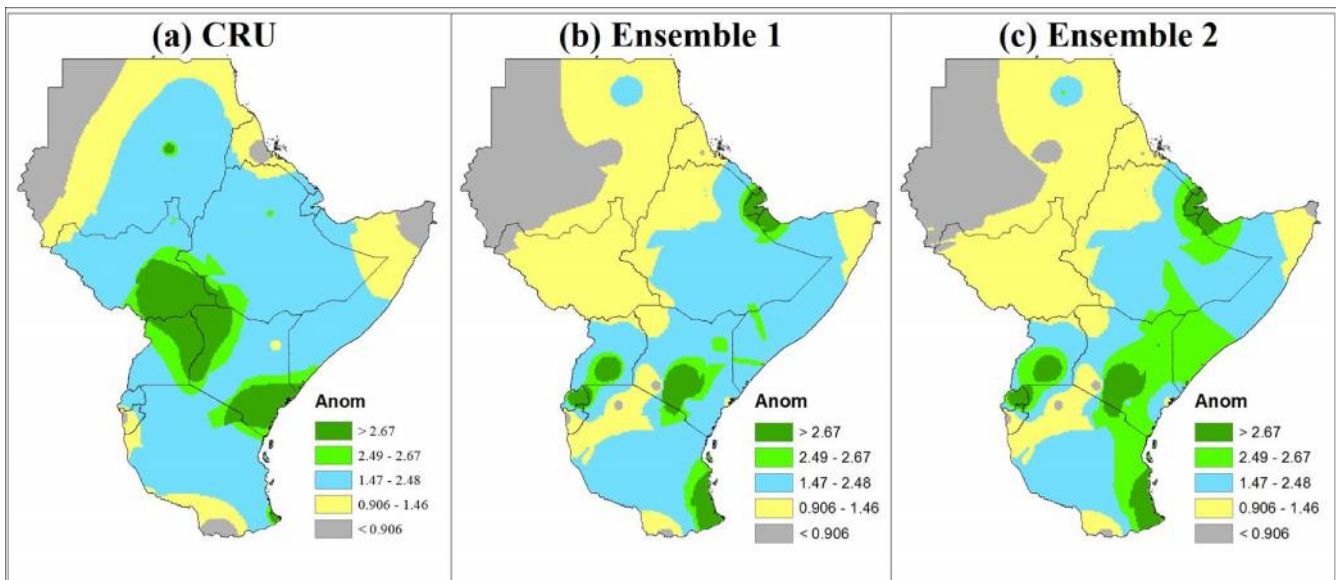 (a) CRU
(b) Ensemble 1
(c) Ensemble 2
Anom
> 2.67
2.49 - 2.67
1.47 - 2.48
0.906 - 1.46
< 0.906
Anom
> 2.67
2.49 - 2.67
1.47 - 2.48
0.906 - 1.46
< 0.906
Anom
> 2.67
2.49 - 2.67
1.47 - 2.48
0.906 - 1.46
< 0.906